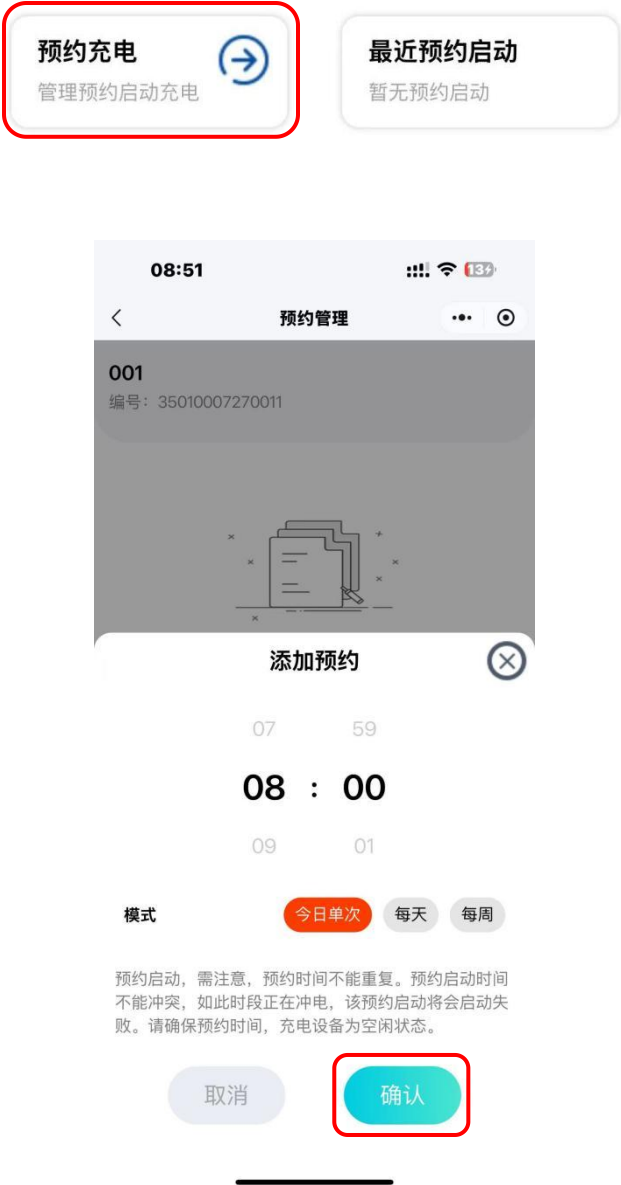 预约充电
管理预约启动充电
最近预约启动
暂无预约启动
08:51
13
预约管理
001
编号：35010007270011
添加预约
07 59
08 : 00
09 01
模式 今日单次 每天 每周
预约启动，需注意，预约时间不能重复。预约启动时间
不能冲突，如此时段正在冲电，该预约启动将会启动失
败。请确保预约时间，充电设备为空闲状态。
取消 确认